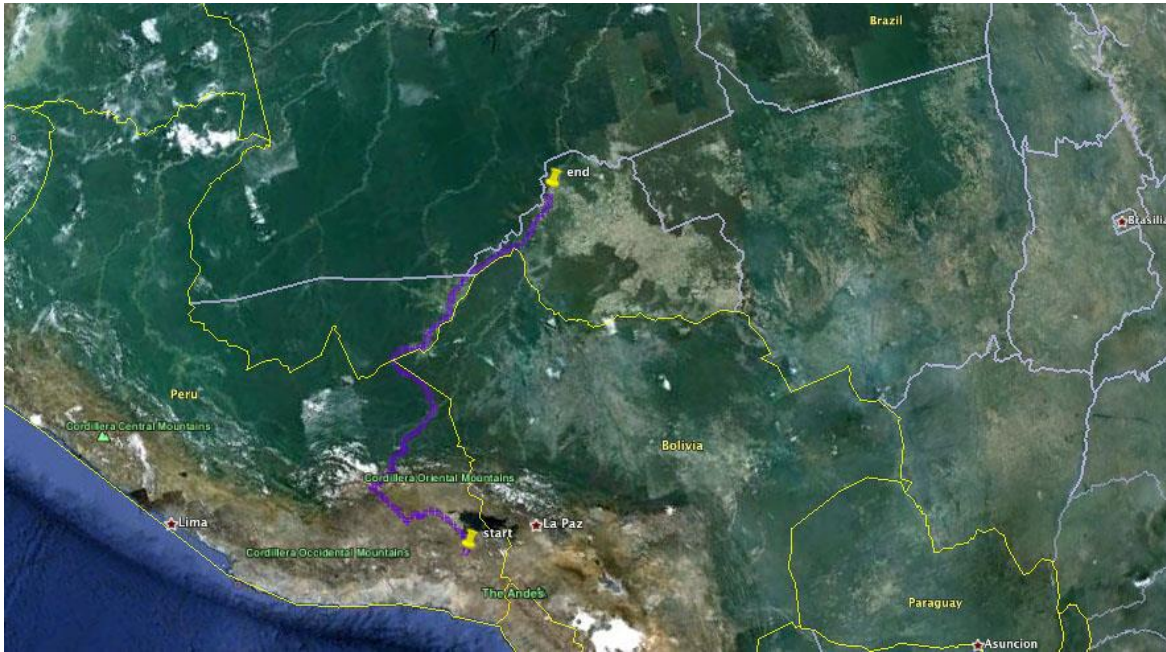 Brazil
end
Brasilia
Peru
Cordillera Central Mountains
Bolivia
Cordillera Oriental Mountains
Lima
start
La Paz
Cordillera Occidental Mountains
The Andes
Paraguay
Asuncion